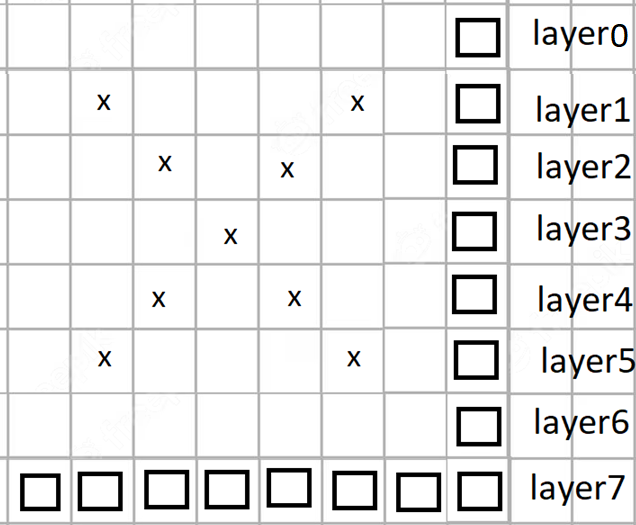 layer0
x x layer1
x x layer2
x layer3
x x layer4
x x layer5
layer6
layer7